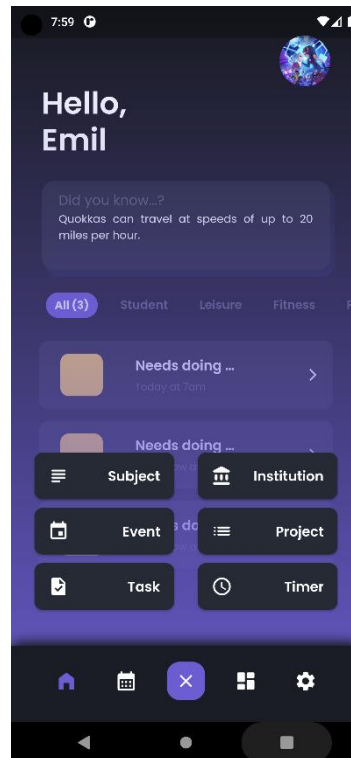 7:59
Hello,
Emil
Did you know...?
Quokkas can travel at speeds of up to 20
miles per hour.
All (3) Student Leisure Fitness
Needs doing ...
Today at 7am
Needs doing ...
Subject Institution
Event Project
Task Timer